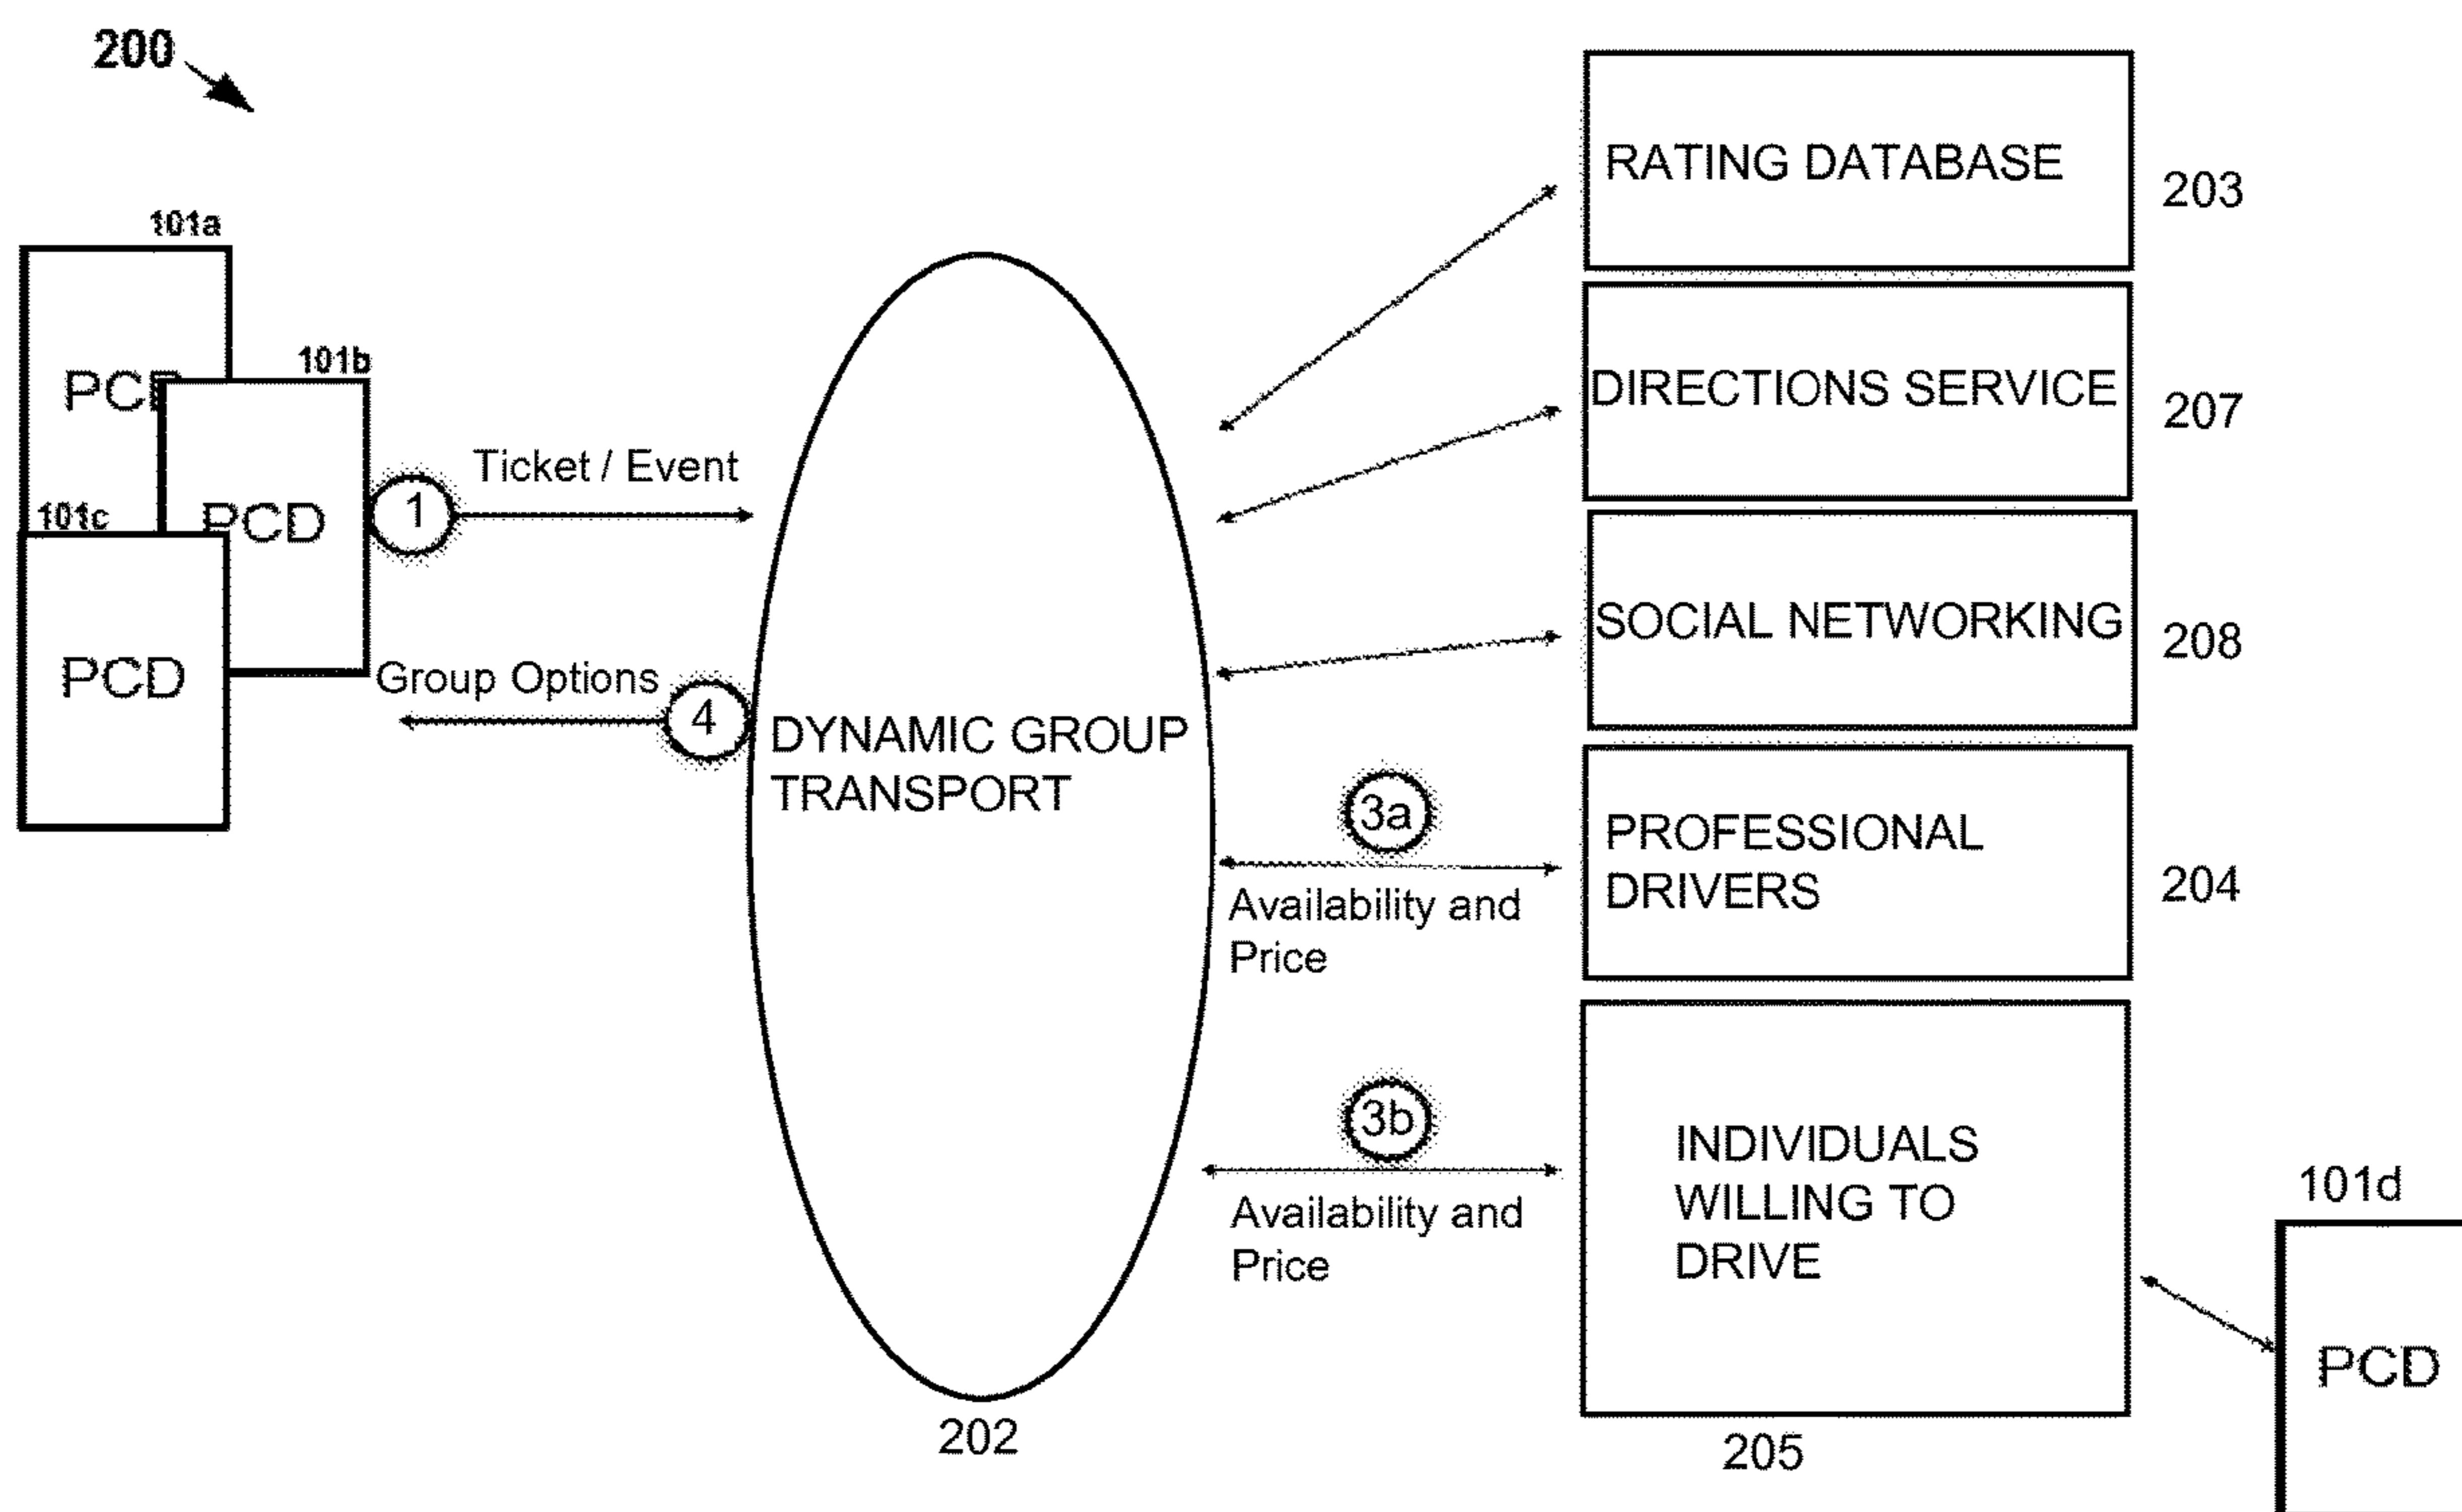 200
RATING DATABASE
203
101a
PCD
101b
DIRECTIONS SERVICE
207
Ticket / Event
1
101c
PCD
SOCIAL NETWORKING
208
PCD
Group Options
4
DYNAMIC GROUP
TRANSPORT
3a
Availability and
Price
PROFESSIONAL
DRIVERS
204
3b
Availability and
Price
INDIVIDUALS
WILLING TO
DRIVE
101d
PCD
202
205